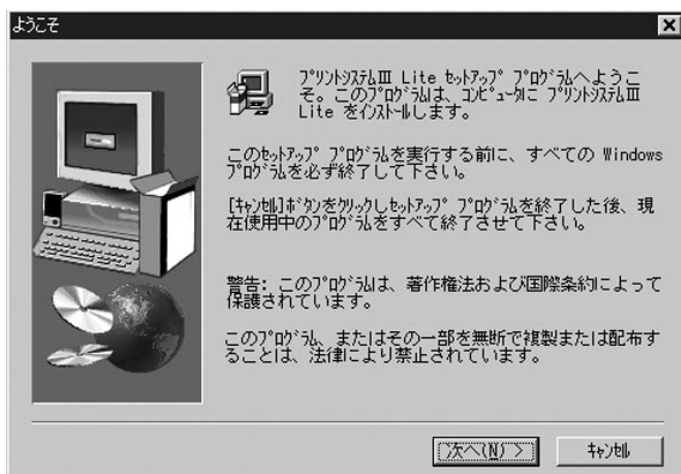 ようこそ
ﾌﾟﾘﾝﾄｼｽﾃﾑⅢ Lite ｾｯﾄｱｯﾌﾟ ﾌﾟﾛｸﾞﾗﾑへようこ
そ。このﾌﾟﾛｸﾞﾗﾑは、ｺﾝﾋﾟｭｰﾀに ﾌﾟﾘﾝﾄｼｽﾃﾑⅢ
Lite をｲﾝｽﾄｰﾙします。
このｾｯﾄｱｯﾌﾟ ﾌﾟﾛｸﾞﾗﾑを実行する前に、すべての Windows
ﾌﾟﾛｸﾞﾗﾑを必ず終了して下さい。
[ｷｬﾝｾﾙ]ﾎﾞﾀﾝをｸﾘｯｸしｾｯﾄｱｯﾌﾟ ﾌﾟﾛｸﾞﾗﾑを終了した後、現
在使用中のﾌﾟﾛｸﾞﾗﾑをすべて終了させて下さい。
警告: このﾌﾟﾛｸﾞﾗﾑは、著作権法および国際条約によって
保護されています。
このﾌﾟﾛｸﾞﾗﾑ、またはその一部を無断で複製または配布す
ることは、法律により禁止されています。
次へ(N) >
ｷｬﾝｾﾙ